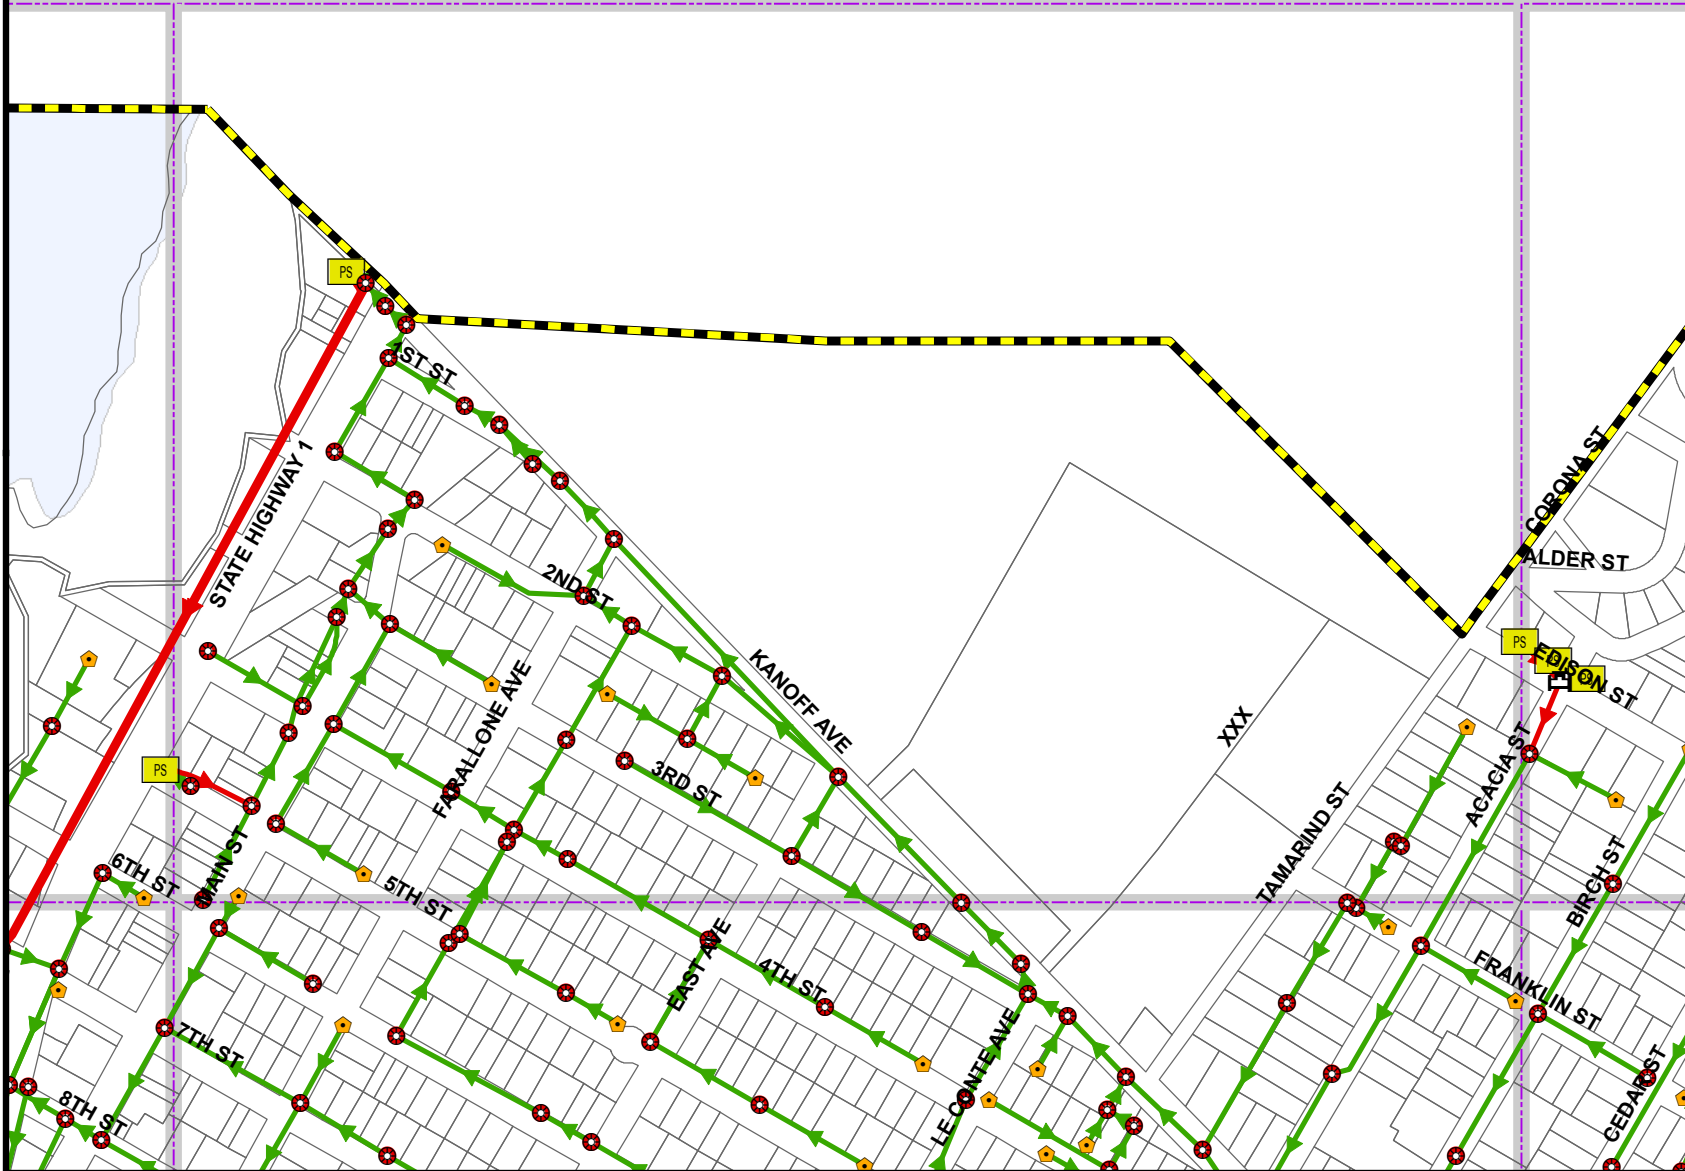 PS
1ST ST
CORONA ST
STATE HIGHWAY 1
ALDER ST
2ND ST
PS
EDISON ST
KANOFF AVE
FARALLONE AVE
XXX
PS
3RD ST
ACACIA ST
TAMARIND ST
6TH ST
MAIN ST
5TH ST
BIRCH ST
EAST AVE
4TH ST
FRANKLIN ST
7TH ST
LE CONTE AVE
8TH ST
CEDAR ST